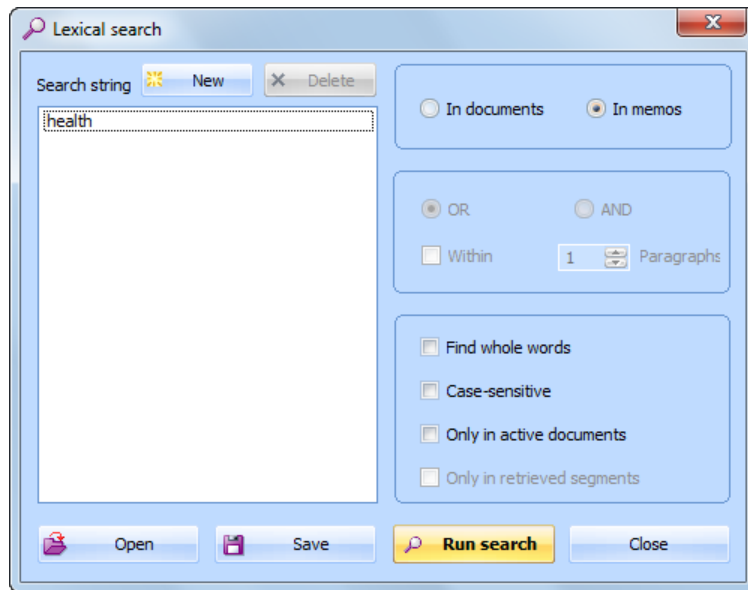 Lexical search
Search string New Delete
health
In documents In memos
OR AND
Within 1 Paragraphs
Find whole words
Case-sensitive
Only in active documents
Only in retrieved segments
Open Save Run search Close